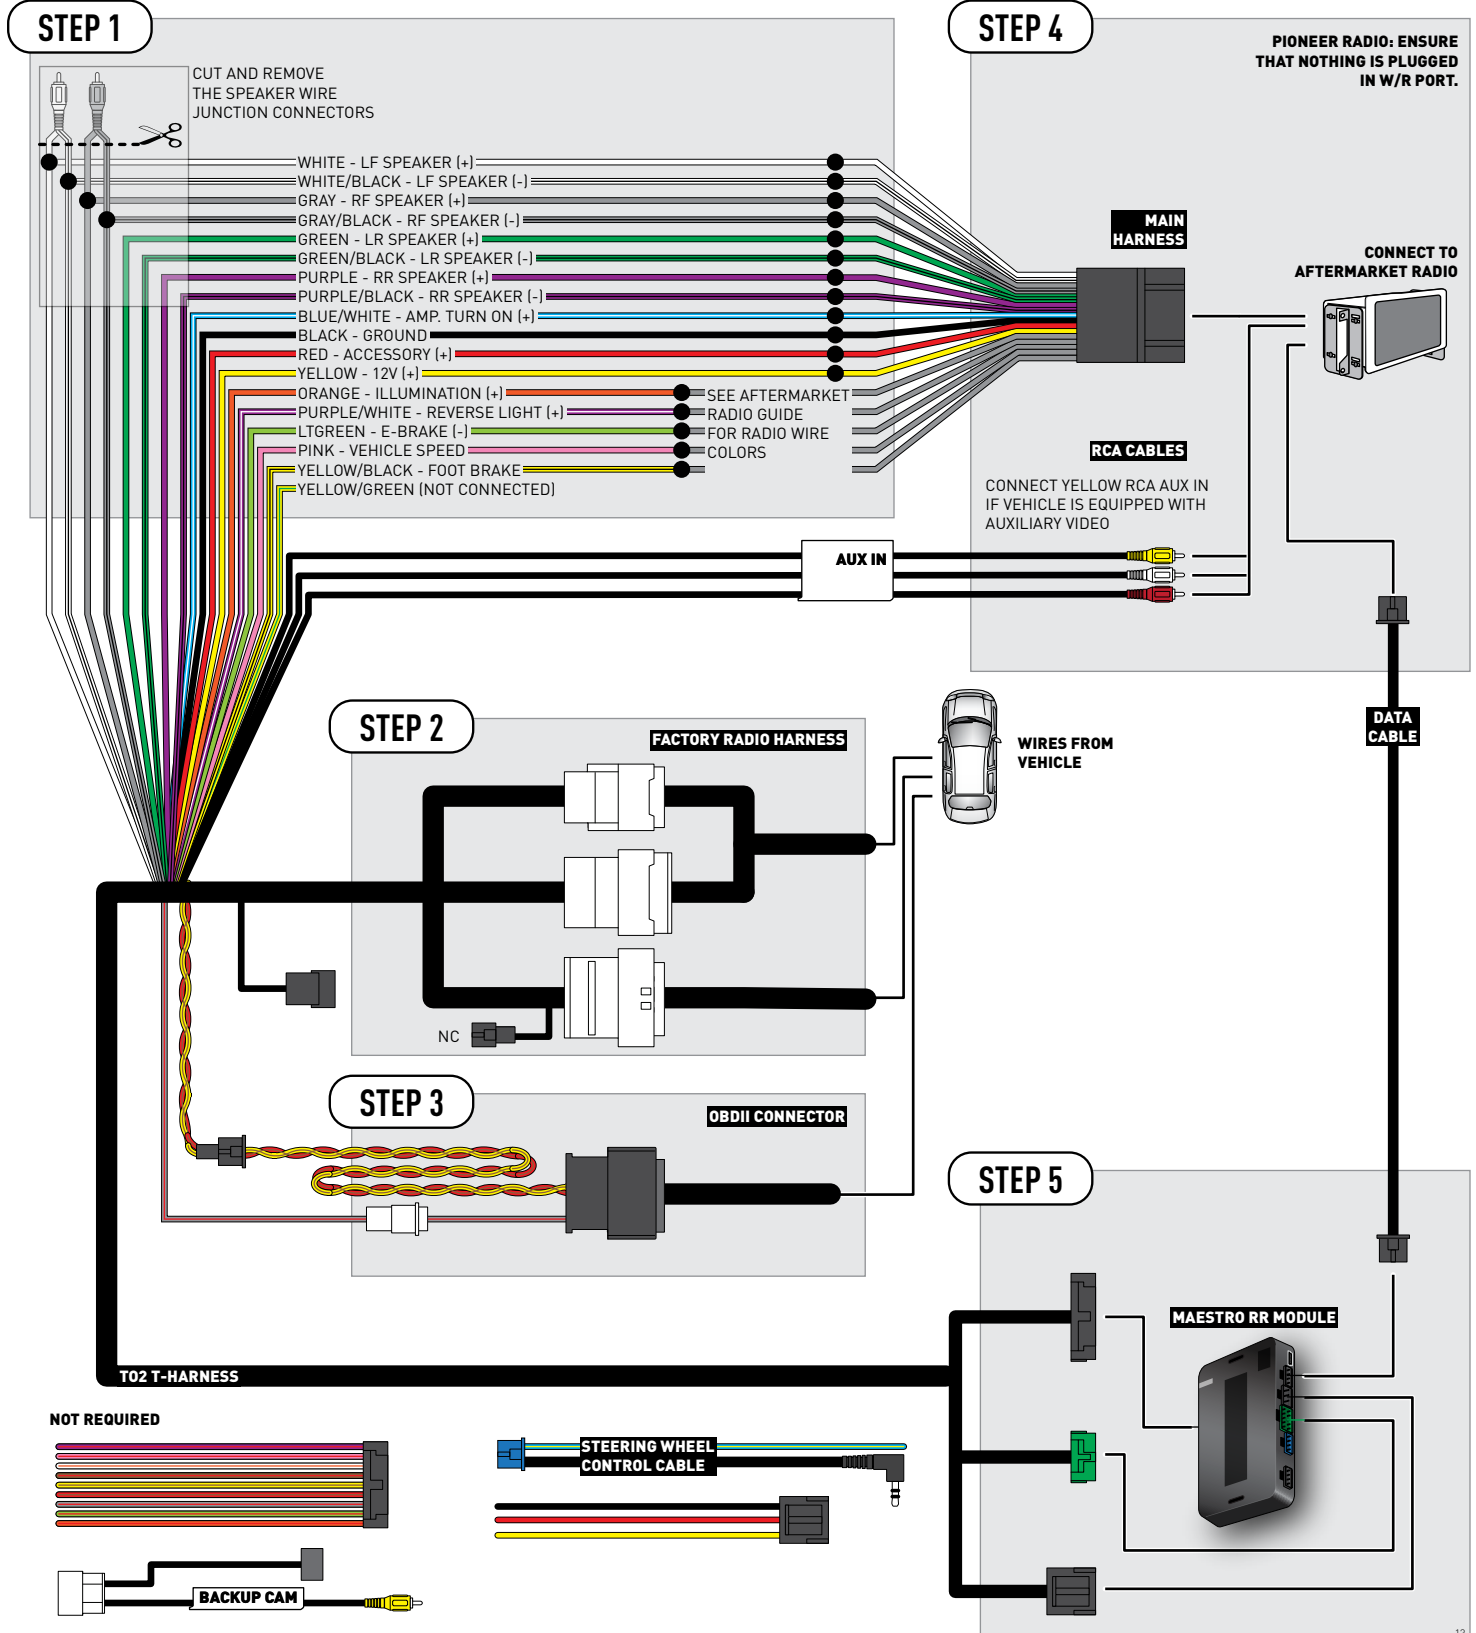 STEP 1
CUT AND REMOVE
THE SPEAKER WIRE
JUNCTION CONNECTORS
WHITE - LF SPEAKER (+)
WHITE/BLACK - LF SPEAKER (-)
GRAY - RF SPEAKER (+)
GRAY/BLACK - RF SPEAKER (-)
GREEN - LR SPEAKER (+)
GREEN/BLACK - LR SPEAKER (-)
PURPLE - RR SPEAKER (+)
PURPLE/BLACK - RR SPEAKER (-)
BLUE/WHITE - AMP. TURN ON (+)
BLACK - GROUND
RED - ACCESSORY (+)
YELLOW - 12V (+)
ORANGE - ILLUMINATION (+)
PURPLE/WHITE - REVERSE LIGHT (+)
LTGREEN - E-BRAKE (-)
PINK - VEHICLE SPEED
YELLOW/BLACK - FOOT BRAKE
YELLOW/GREEN (NOT CONNECTED)
SEE AFTERMARKET
RADIO GUIDE
FOR RADIO WIRE
COLORS
STEP 4
PIONEER RADIO: ENSURE
THAT NOTHING IS PLUGGED
IN W/R PORT.
MAIN
HARNESS
CONNECT TO
AFTERMARKET RADIO
RCA CABLES
CONNECT YELLOW RCA AUX IN
IF VEHICLE IS EQUIPPED WITH
AUXILIARY VIDEO
AUX IN
DATA
CABLE
STEP 2
FACTORY RADIO HARNESS
WIRES FROM
VEHICLE
NC
STEP 3
OBDII CONNECTOR
STEP 5
MAESTRO RR MODULE
TO2 T-HARNESS
NOT REQUIRED
STEERING WHEEL
CONTROL CABLE
BACKUP CAM
12